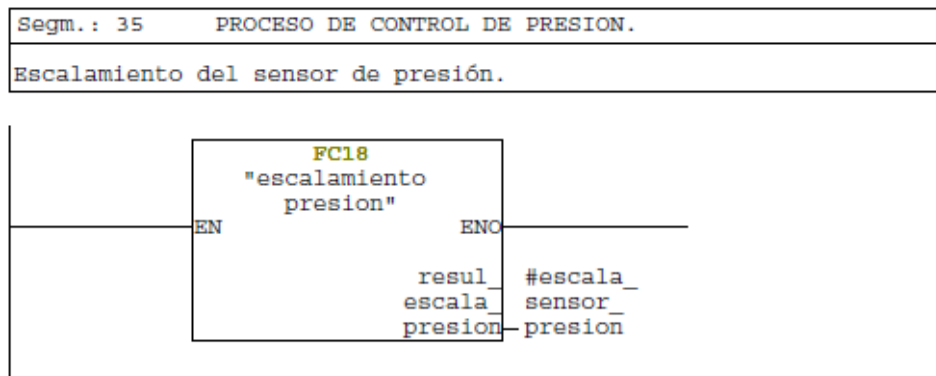 Segm.: 35 PROCESO DE CONTROL DE PRESION.
Escalamiento del sensor de presión.
FC18
"escalamiento
presion"
EN ENO
resul_ #escala_
escala_ sensor_
presion presion